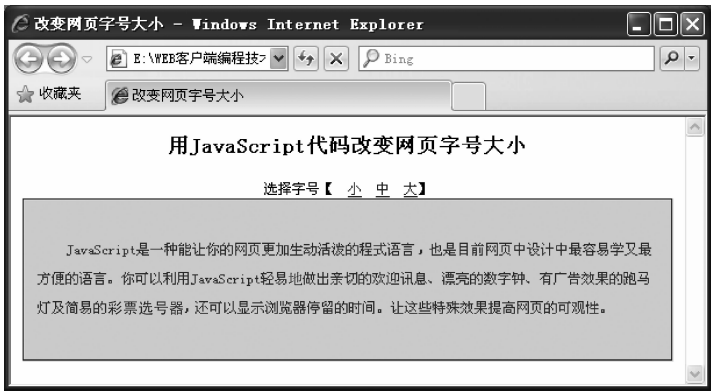 改变网页字号大小 - Windows Internet Explorer
E:\WEB客户端编程技
Bing
收藏夹
改变网页字号大小
用JavaScript代码改变网页字号大小
选择字号【 小 中 大】
JavaScript是一种能让你的网页更加生动活泼的程式语言，也是目前网页中设计中最容易学又最
方便的语言。你可以利用JavaScript轻易地做出亲切的欢迎讯息、漂亮的数字钟、有广告效果的跑马
灯及简易的彩票选号器，还可以显示浏览器停留的时间。让这些特殊效果提高网页的可观性。